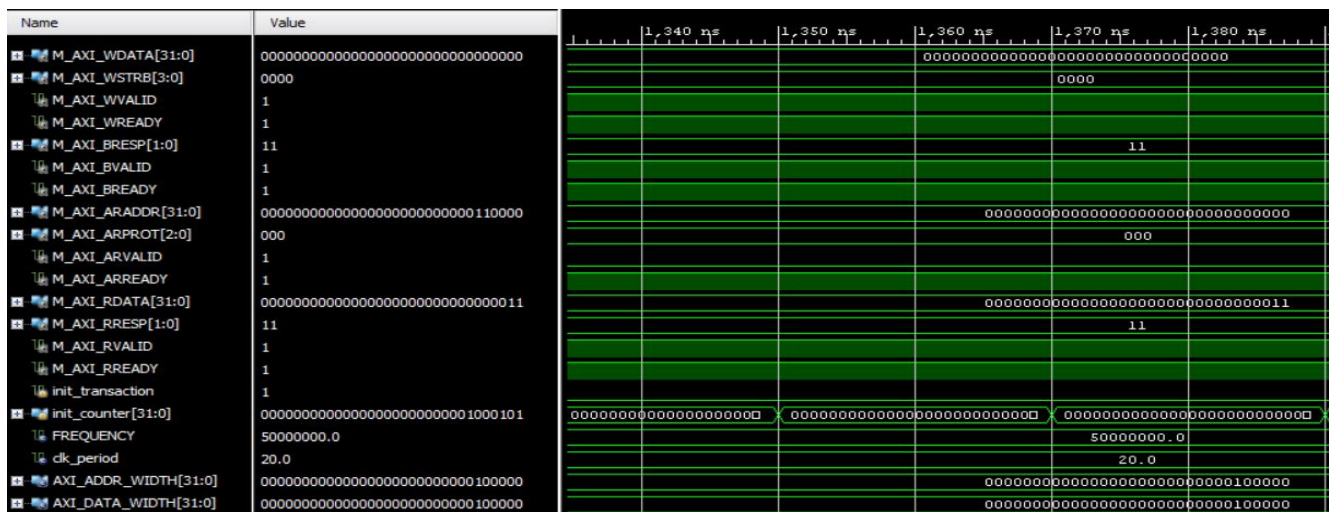 Name Value
1,340 ns 1,350 ns 1,360 ns 1,370 ns 1,380 ns
M_AXI_WDATA[31:0] 00000000000000000000000000000000 00000000000000000000000000000000
M_AXI_WSTRB[3:0] 0000 0000
M_AXI_WVALID 1
M_AXI_WREADY 1
M_AXI_BRESP[1:0] 11 11
M_AXI_BVALID 1
M_AXI_BREADY 1
M_AXI_ARADDR[31:0] 00000000000000000000000000110000 00000000000000000000000000000000
M_AXI_ARPROT[2:0] 000 000
M_AXI_ARVALID 1
M_AXI_ARREADY 1
M_AXI_RDATA[31:0] 00000000000000000000000000000011 00000000000000000000000000000011
M_AXI_RRESP[1:0] 11 11
M_AXI_RVALID 1
M_AXI_RREADY 1
init_transaction 1
init_counter[31:0] 00000000000000000000000001000101 0000000000000000000□ 0000000000000000000000000□ 0000000000000000000000000□
FREQUENCY 50000000.0 50000000.0
clk_period 20.0 20.0
AXI_ADDR_WIDTH[31:0] 00000000000000000000000000100000 00000000000000000000000000100000
AXI_DATA_WIDTH[31:0] 00000000000000000000000000100000 00000000000000000000000000100000